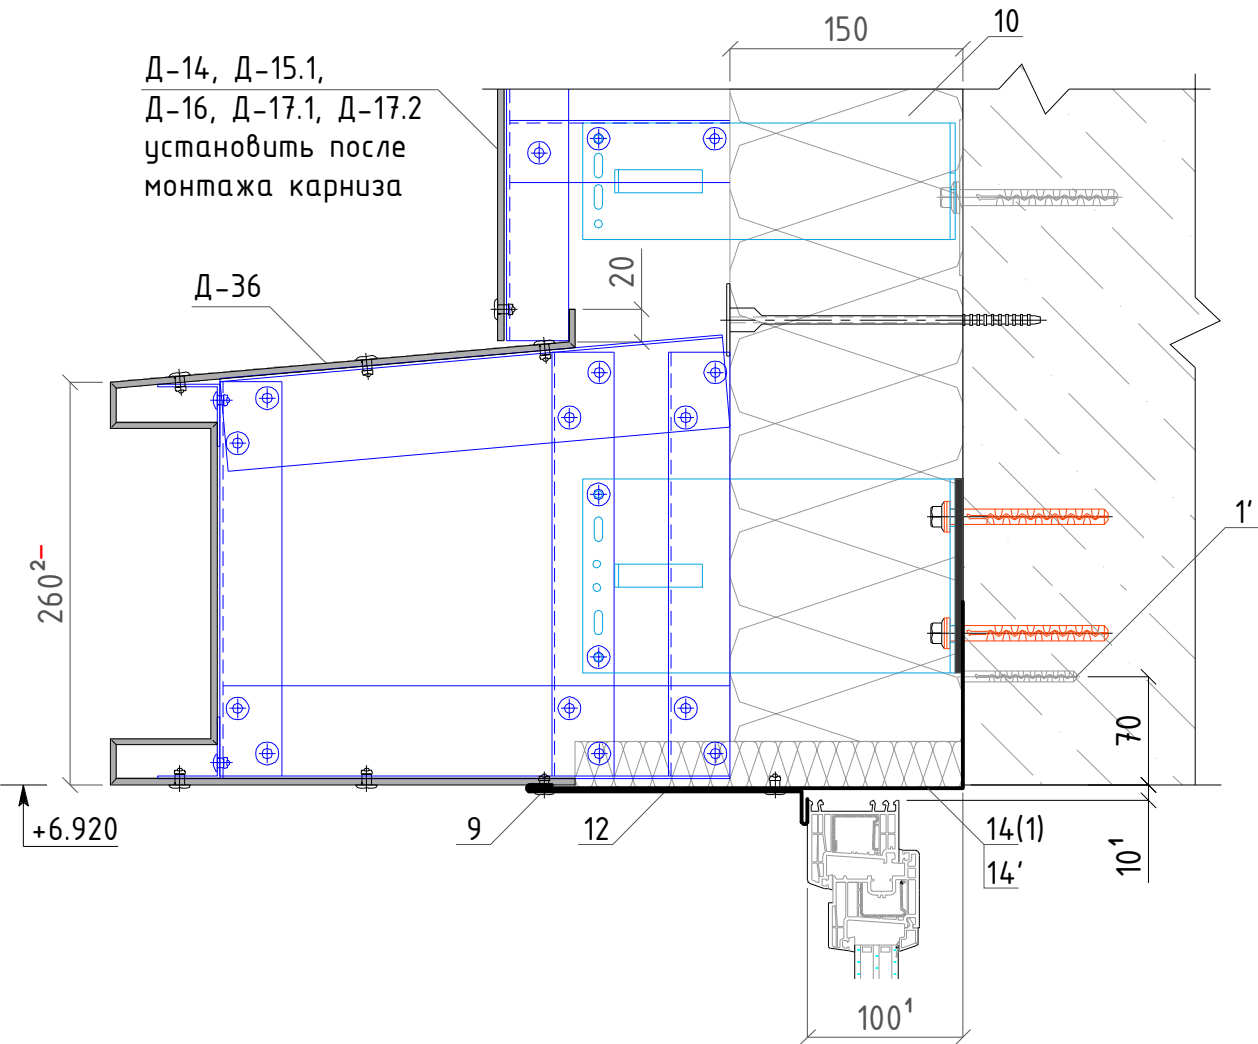 150
10
Д-14, Д-15.1,
Д-16, Д-17.1, Д-17.2
установить после
монтажа карниза
20
Д-36
1'
260²⁻
70
+6.920
9
12
14(1)
14'
10¹
100¹